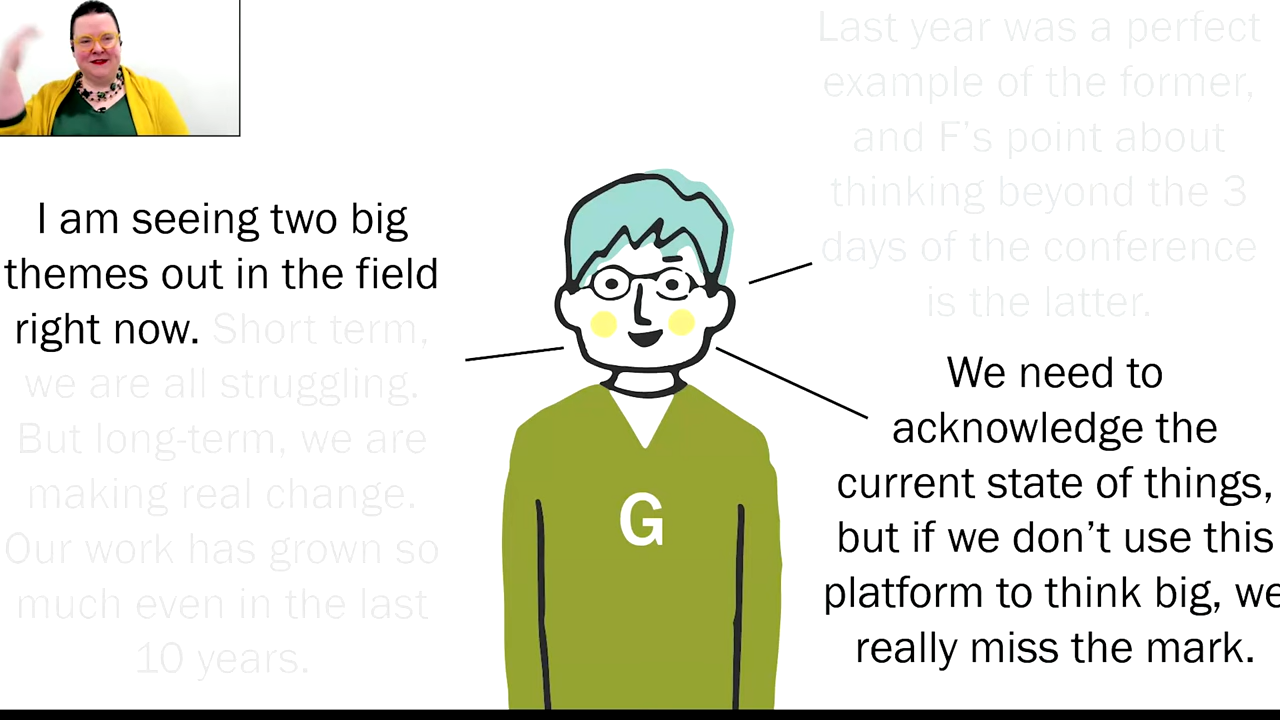 I am seeing two big
themes out in the field
right now. Short term,
we are all struggling.
But long-term, we are
making real change.
Our work has grown so
much even in the last
10 years.
G
Last year was a perfect
example of the former,
and F's point about
thinking beyond the 3
days of the conference
is the latter.
We need to
acknowledge the
current state of things,
but if we don't use this
platform to think big, we
really miss the mark.